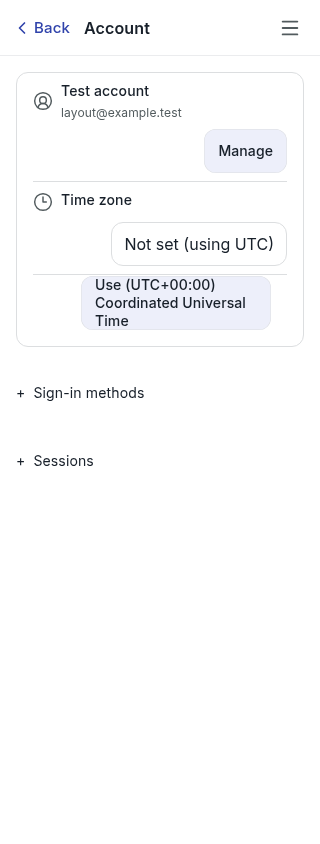 Back Account
Test account
layout@example.test
Manage
Time zone
Not set (using UTC)
Use (UTC+00:00)
Coordinated Universal
Time
+ Sign-in methods
+ Sessions